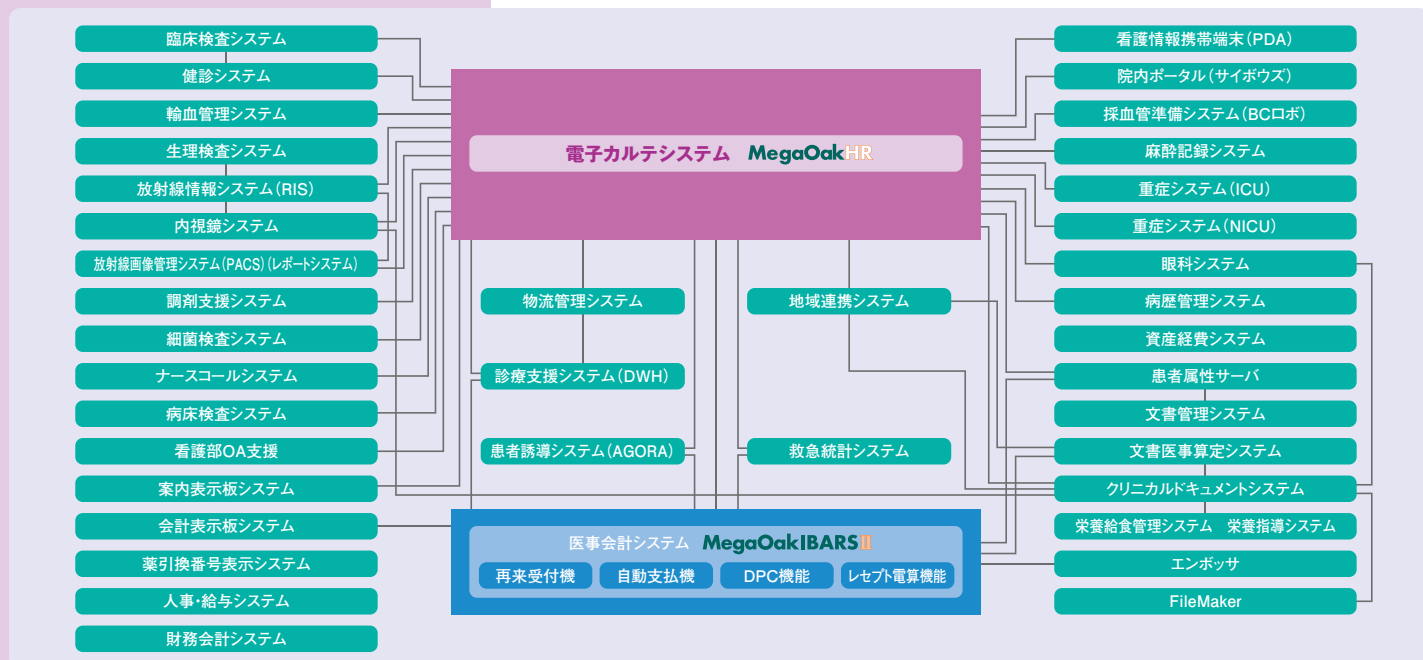 臨床検査システム
健診システム
輸血管理システム
生理検査システム
放射線情報システム(RIS)
内視鏡システム
放射線画像管理システム(PACS)(レポートシステム)
調剤支援システム
細菌検査システム
ナースコールシステム
病床検査システム
看護部OA支援
案内表示板システム
会計表示板システム
薬引換番号表示システム
人事・給与システム
財務会計システム
電子カルテシステム MegaOakHR
物流管理システム
地域連携システム
診療支援システム(DWH)
患者誘導システム(AGORA)
救急統計システム
医事会計システム MegaOakIBARSII
再来受付機
自動支払機
DPC機能
レセプト電算機能
看護情報携帯端末(PDA)
院内ポータル(サイボウズ)
採血管準備システム(BCロボ)
麻酔記録システム
重症システム(ICU)
重症システム(NICU)
眼科システム
病歴管理システム
資産経費システム
患者属性サーバ
文書管理システム
文書医事算定システム
クリニカルドキュメントシステム
栄養給食管理システム 栄養指導システム
エンボッサ
FileMaker